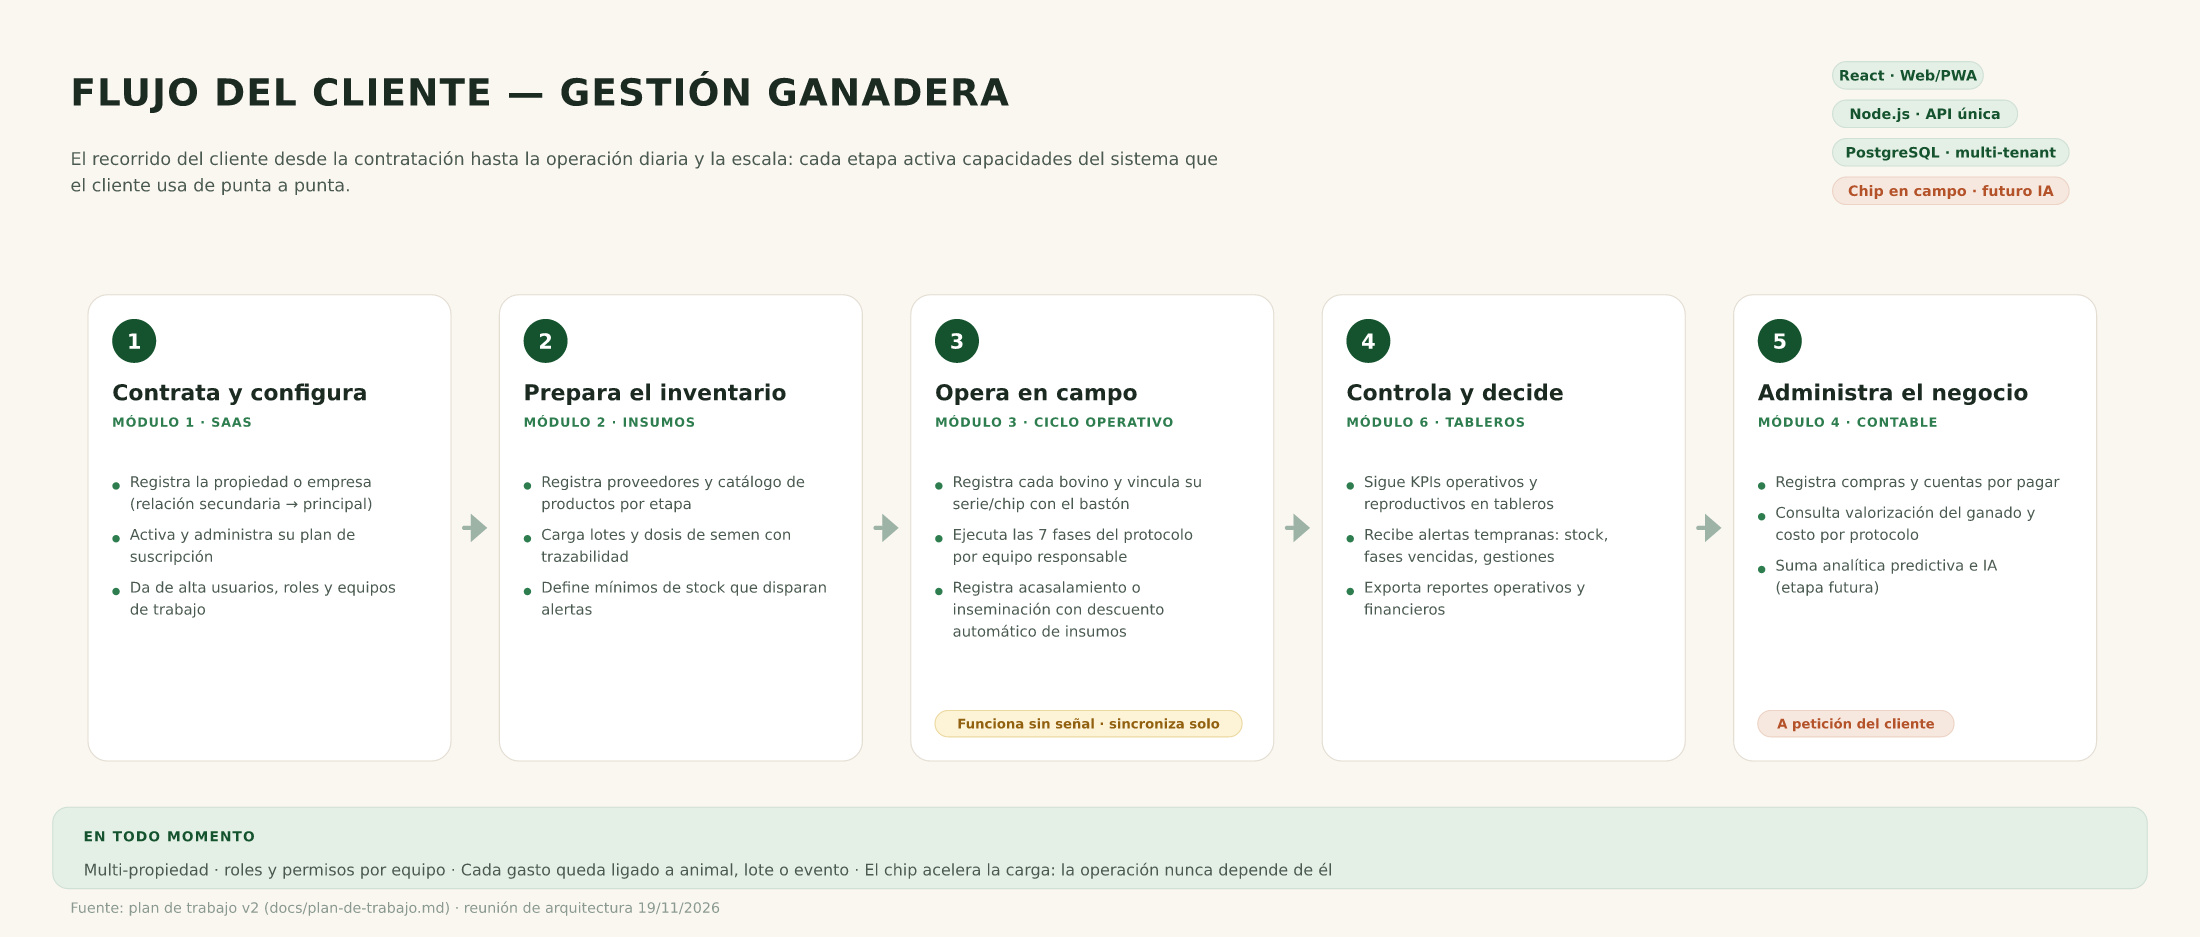 FLUJO DEL CLIENTE — GESTIÓN GANADERA
El recorrido del cliente desde la contratación hasta la operación diaria y la escala: cada etapa activa capacidades del sistema que
el cliente usa de punta a punta.
React · Web/PWA
Node.js · API única
PostgreSQL · multi-tenant
Chip en campo · futuro IA
1
Contrata y configura
MÓDULO 1 · SAAS
● Registra la propiedad o empresa
(relación secundaria → principal)
● Activa y administra su plan de
suscripción
● Da de alta usuarios, roles y equipos
de trabajo
2
Prepara el inventario
MÓDULO 2 · INSUMOS
● Registra proveedores y catálogo de
productos por etapa
● Carga lotes y dosis de semen con
trazabilidad
● Define mínimos de stock que disparan
alertas
3
Opera en campo
MÓDULO 3 · CICLO OPERATIVO
● Registra cada bovino y vincula su
serie/chip con el bastón
● Ejecuta las 7 fases del protocolo
por equipo responsable
● Registra acasalamiento o
inseminación con descuento
automático de insumos
Funciona sin señal · sincroniza solo
4
Controla y decide
MÓDULO 6 · TABLEROS
● Sigue KPIs operativos y
reproductivos en tableros
● Recibe alertas tempranas: stock,
fases vencidas, gestiones
● Exporta reportes operativos y
financieros
5
Administra el negocio
MÓDULO 4 · CONTABLE
● Registra compras y cuentas por pagar
● Consulta valorización del ganado y
costo por protocolo
● Suma analítica predictiva e IA
(etapa futura)
A petición del cliente
EN TODO MOMENTO
Multi-propiedad · roles y permisos por equipo · Cada gasto queda ligado a animal, lote o evento · El chip acelera la carga: la operación nunca depende de él
Fuente: plan de trabajo v2 (docs/plan-de-trabajo.md) · reunión de arquitectura 19/11/2026